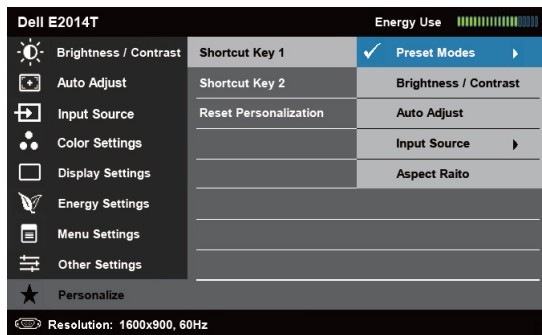 Dell E2014T Energy Use
Brightness / Contrast
Auto Adjust
Input Source
Color Settings
Display Settings
Energy Settings
Menu Settings
Other Settings
Personalize
Shortcut Key 1
Shortcut Key 2
Reset Personalization
Preset Modes
Brightness / Contrast
Auto Adjust
Input Source
Aspect Raito
Resolution: 1600x900, 60Hz